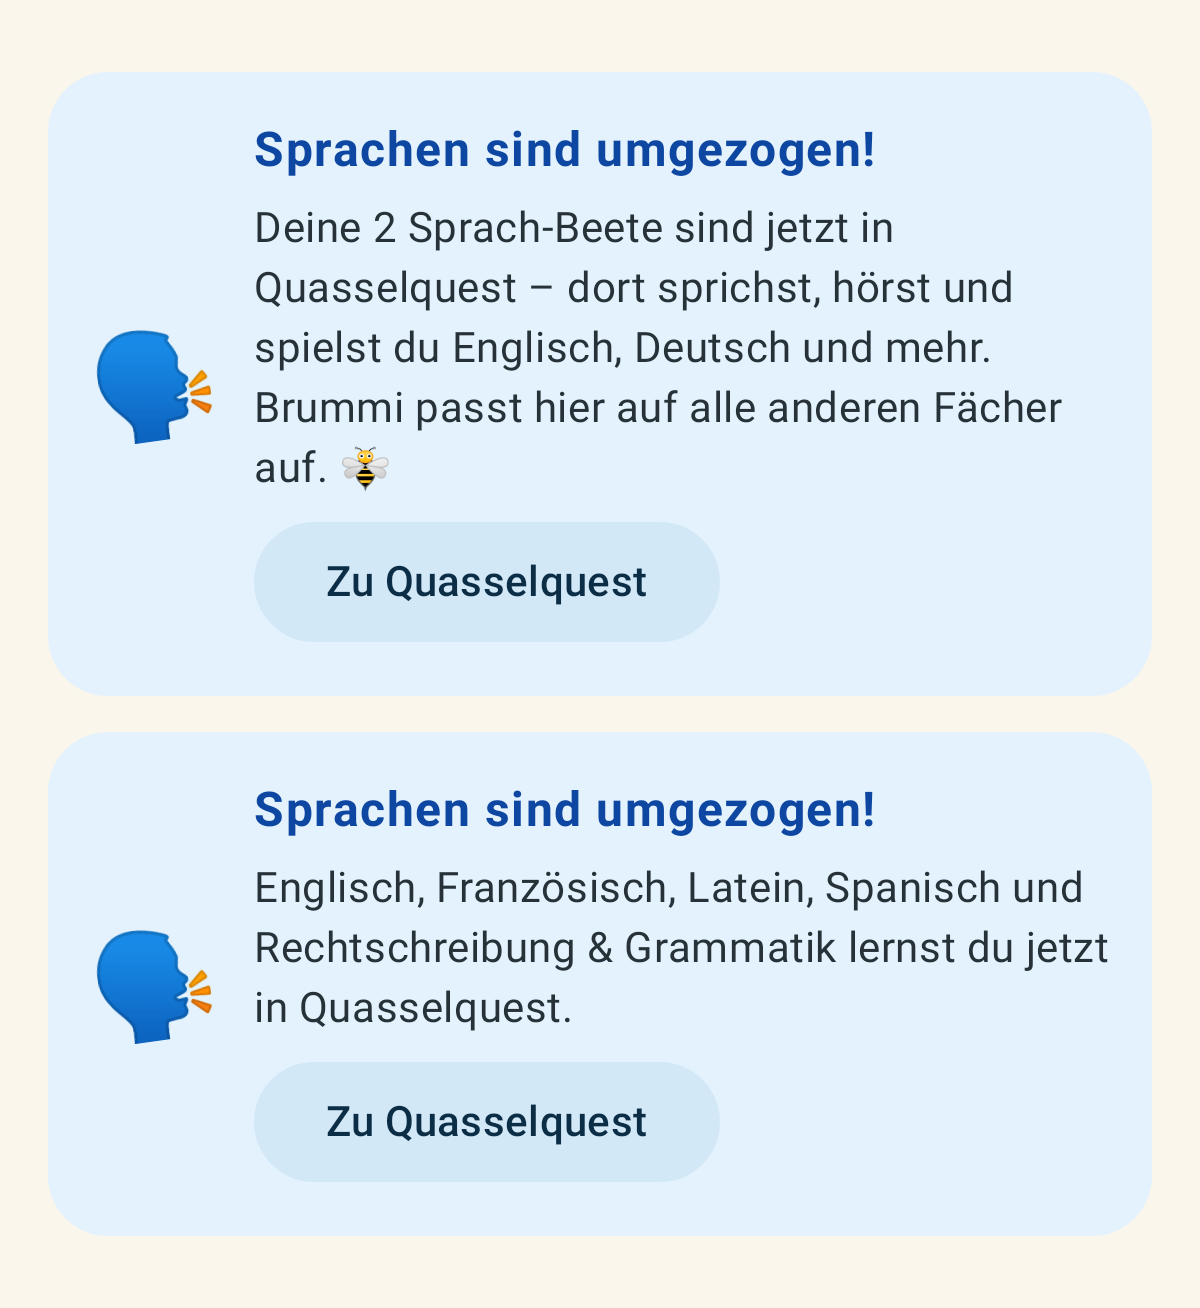 Sprachen sind umgezogen!
Deine 2 Sprach-Beete sind jetzt in
Quasselquest – dort sprichst, hörst und
spielst du Englisch, Deutsch und mehr.
Brummi passt hier auf alle anderen Fächer
auf. 🐝
Zu Quasselquest
Sprachen sind umgezogen!
Englisch, Französisch, Latein, Spanisch und
Rechtschreibung & Grammatik lernst du jetzt
in Quasselquest.
Zu Quasselquest